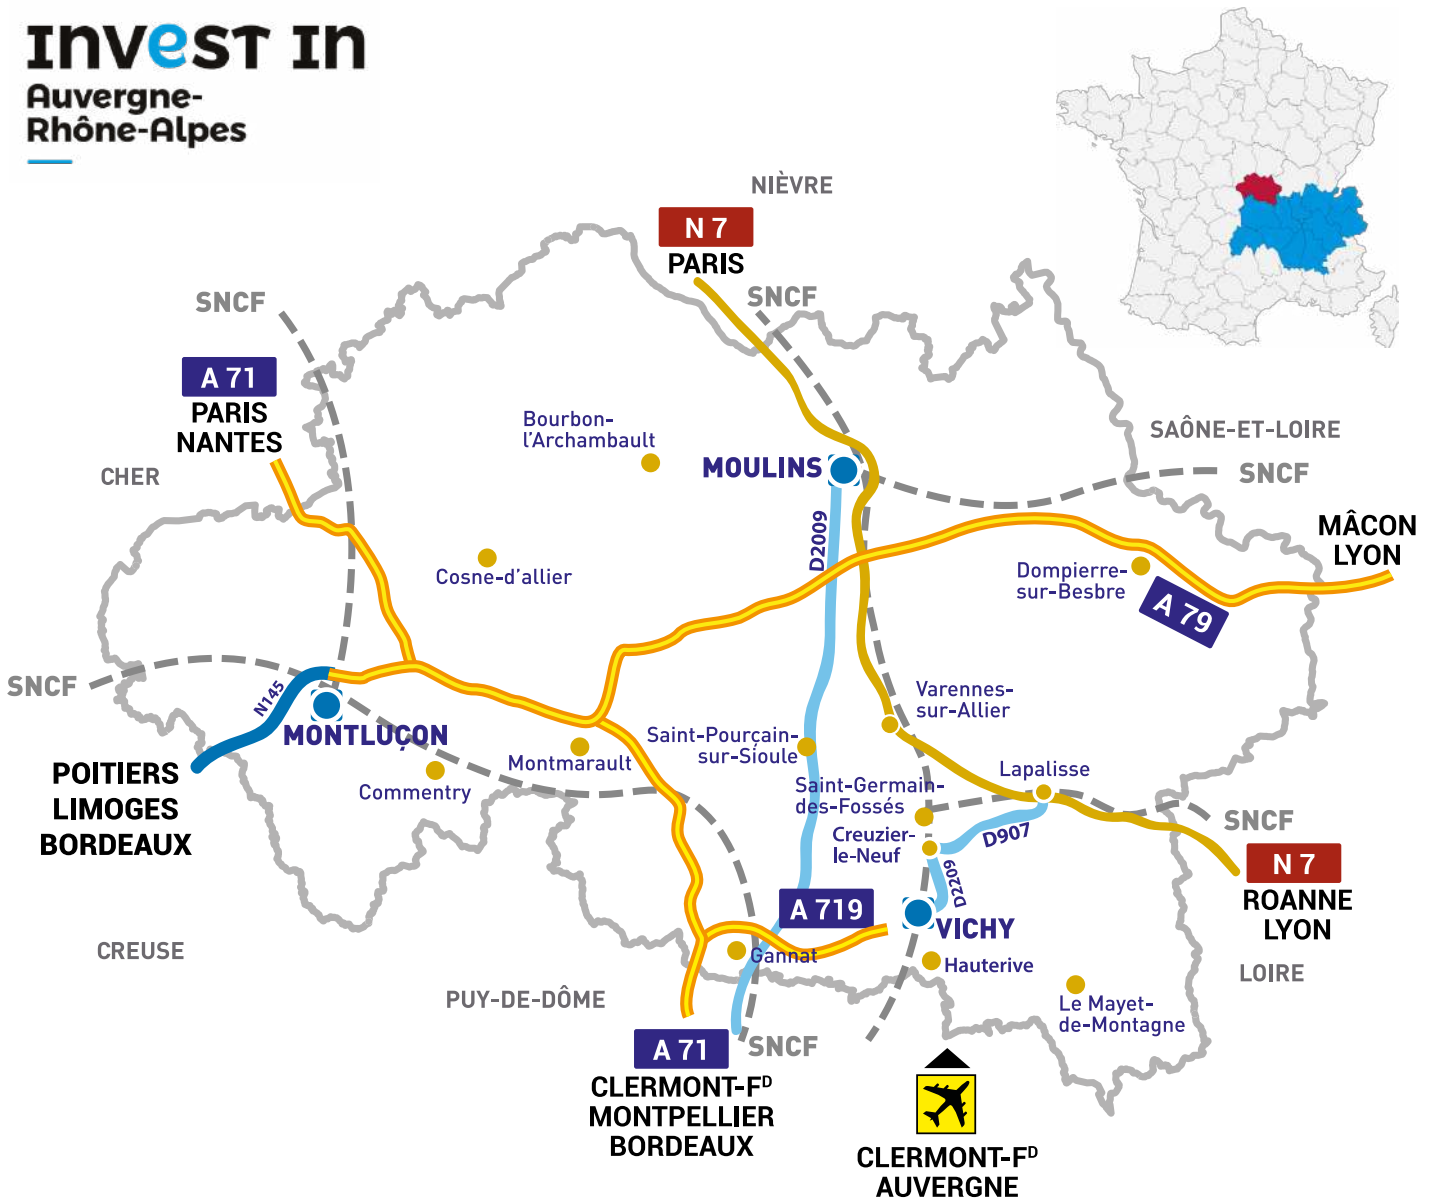 INVEST IN
Auvergne-
Rhône-Alpes
NIÈVRE
N 7
PARIS
SNCF
SNCF
A 71
PARIS
NANTES
CHER
Bourbon-
l'Archambault
MOULINS
SAÔNE-ET-LOIRE
SNCF
MÂCON
LYON
D2009
Cosne-d'allier
Dompierre-
sur-Besbre
A 79
SNCF
N145
MONTLUÇON
Varennes-
sur-Allier
Saint-Pourçain-
sur-Sioule
Montmarault
Commentry
POITIERS
LIMOGES
BORDEAUX
Lapalisse
Saint-Germain-
des-Fossés
Creuzier-
le-Neuf
D907
D2209
SNCF
N 7
ROANNE
LYON
A 719
VICHY
CREUSE
Gannat
Hauterive
LOIRE
PUY-DE-DÔME
Le Mayet-
de-Montagne
A 71
SNCF
CLERMONT-Fᴰ
MONTPELLIER
BORDEAUX
CLERMONT-Fᴰ
AUVERGNE